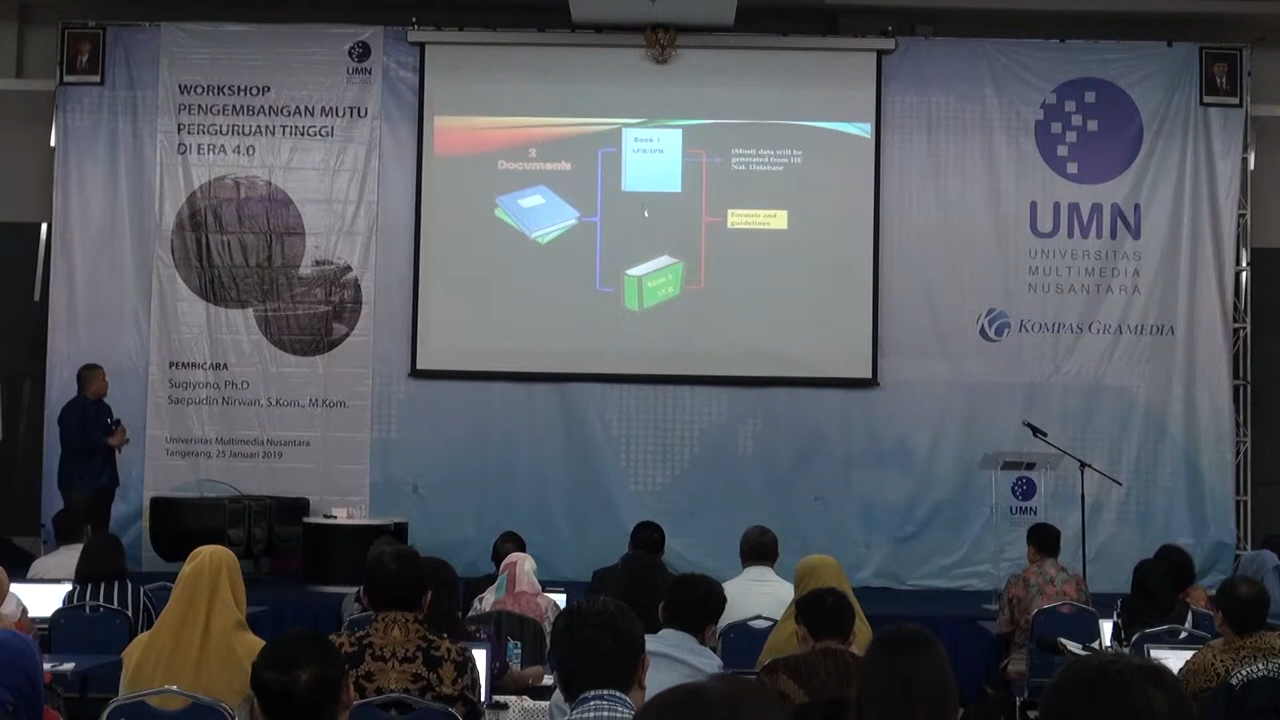 UMN
WORKSHOP
PENGEMBANGAN MUTU
PERGURUAN TINGGI
DI ERA 4.0
PEMBICARA
Sugiyono, Ph.D
Saepudin Nirwan, S.Kom., M.Kom.
Universitas Multimedia Nusantara
Tangerang, 25 Januari 2019
2
Documents
Book 1
(Most) data will be
generated from HE
Nat. Database
Formats and
guidelines
Book 2
UMN
UNIVERSITAS
MULTIMEDIA
NUSANTARA
KOMPAS GRAMEDIA
UMN